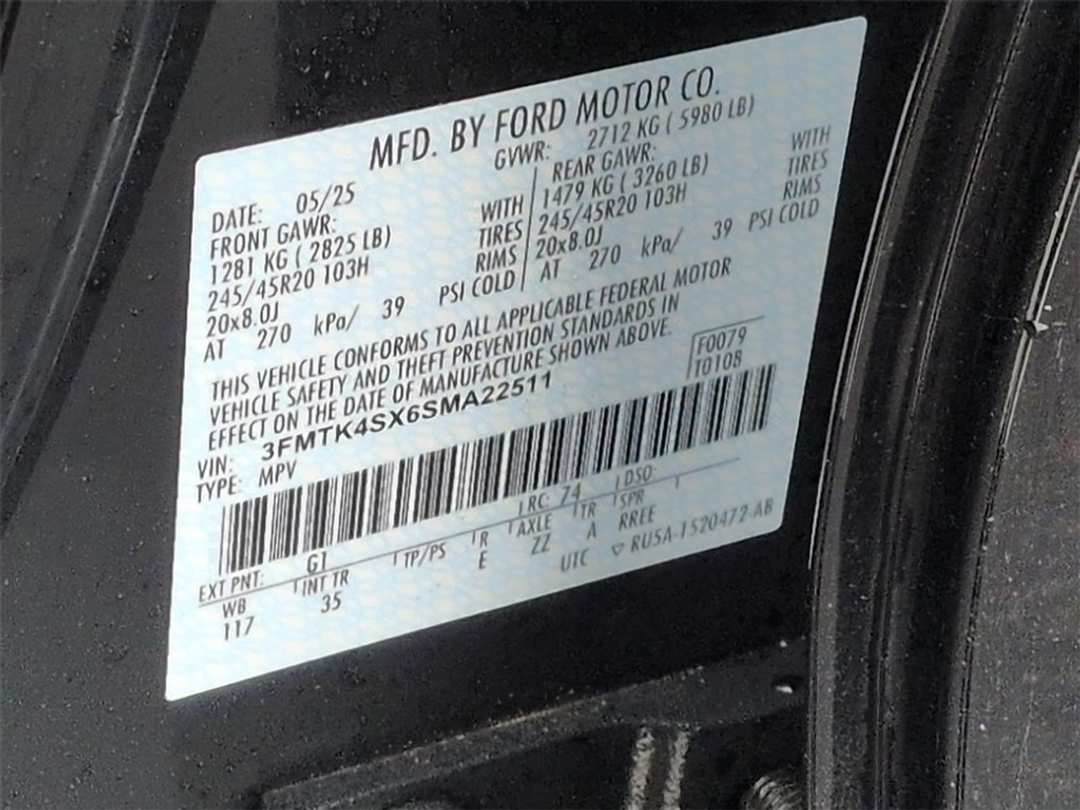 MFD. BY FORD MOTOR CO.
DATE: 05/25 GVWR: 2712 KG ( 5980 LB)
FRONT GAWR: REAR GAWR:
1281 KG ( 2825 LB) WITH 1479 KG ( 3260 LB) WITH
245/45R20 103H TIRES 245/45R20 103H TIRES
20x8.0J RIMS 20x8.0J RIMS
AT 270 kPa/ 39 PSI COLD AT 270 kPa/ 39 PSI COLD
THIS VEHICLE CONFORMS TO ALL APPLICABLE FEDERAL MOTOR
VEHICLE SAFETY AND THEFT PREVENTION STANDARDS IN
EFFECT ON THE DATE OF MANUFACTURE SHOWN ABOVE.
F0079
T0108
VIN: 3FMTK4SX6SMA22511
TYPE: MPV
EXT PNT: G1 RC: 74 DSO:
WB INT TR TP/PS R AXLE TR SPR
117 35 E ZZ A RREE
UTC ▽ RU5A-1520472-AB